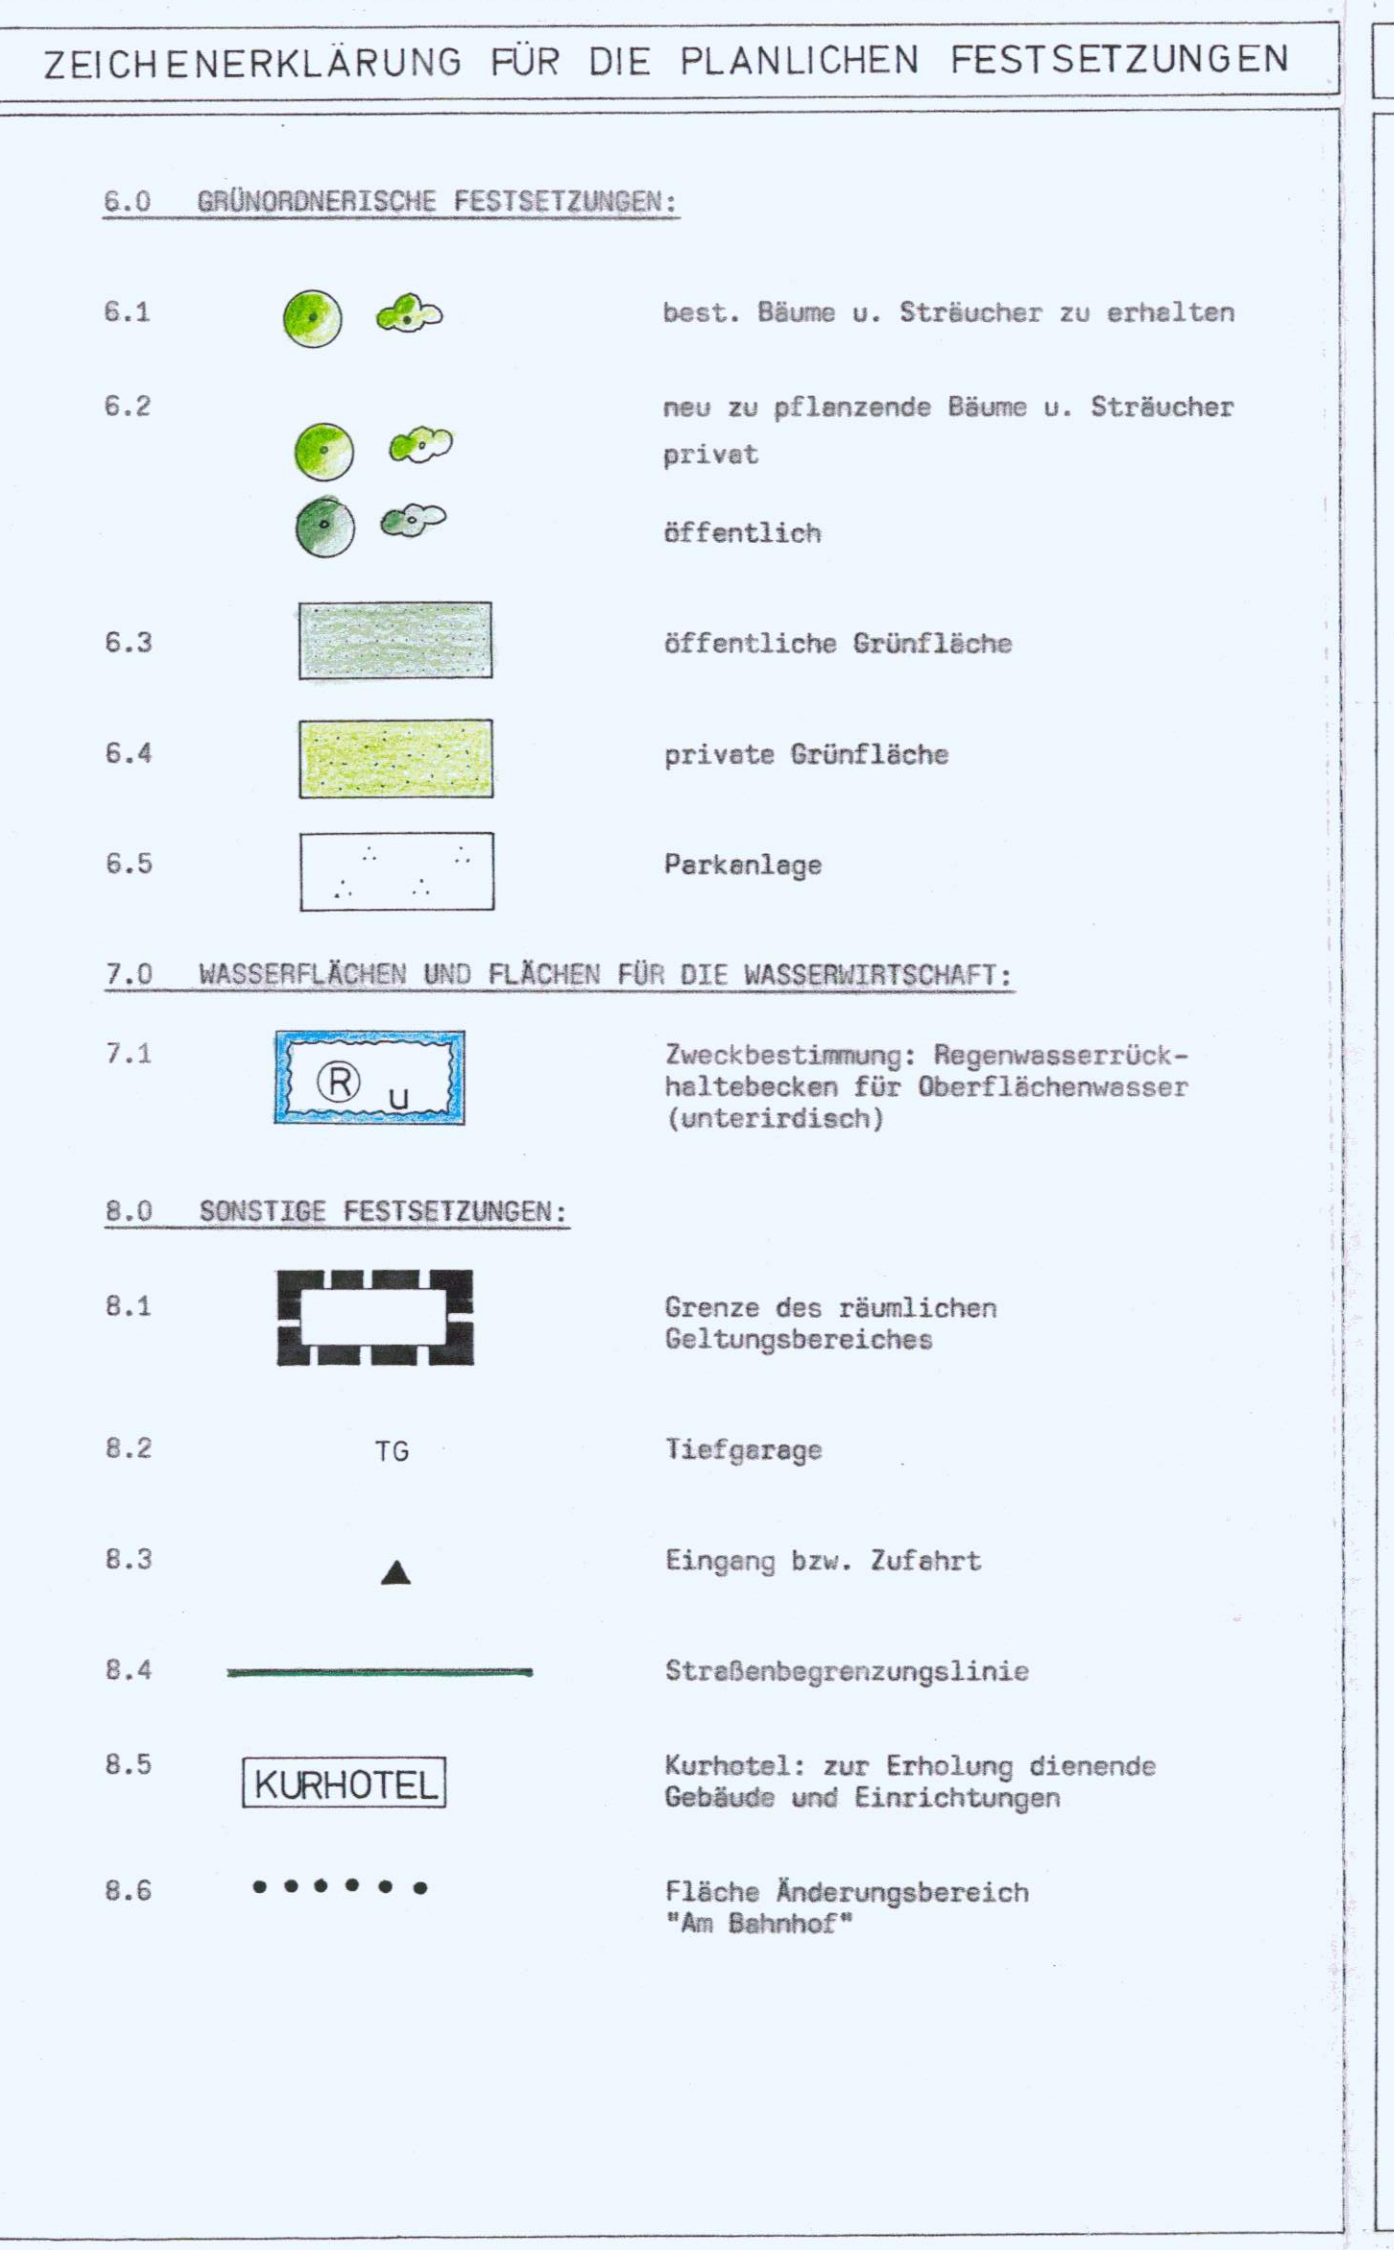 ZEICHENERKLÄRUNG FÜR DIE PLANLICHEN FESTSETZUNGEN
6.0 GRÜNORDNERISCHE FESTSETZUNGEN:
6.1 best. Bäume u. Sträucher zu erhalten
6.2 neu zu pflanzende Bäume u. Sträucher
privat
öffentlich
6.3 öffentliche Grünfläche
6.4 private Grünfläche
6.5 Parkanlage
7.0 WASSERFLÄCHEN UND FLÄCHEN FÜR DIE WASSERWIRTSCHAFT:
7.1 R u Zweckbestimmung: Regenwasserrück-
haltebecken für Oberflächenwasser
(unterirdisch)
8.0 SONSTIGE FESTSETZUNGEN:
8.1 Grenze des räumlichen
Geltungsbereiches
8.2 TG Tiefgarage
8.3 Eingang bzw. Zufahrt
8.4 Straßenbegrenzungslinie
8.5 KURHOTEL Kurhotel: zur Erholung dienende
Gebäude und Einrichtungen
8.6 Fläche Änderungsbereich
"Am Bahnhof"